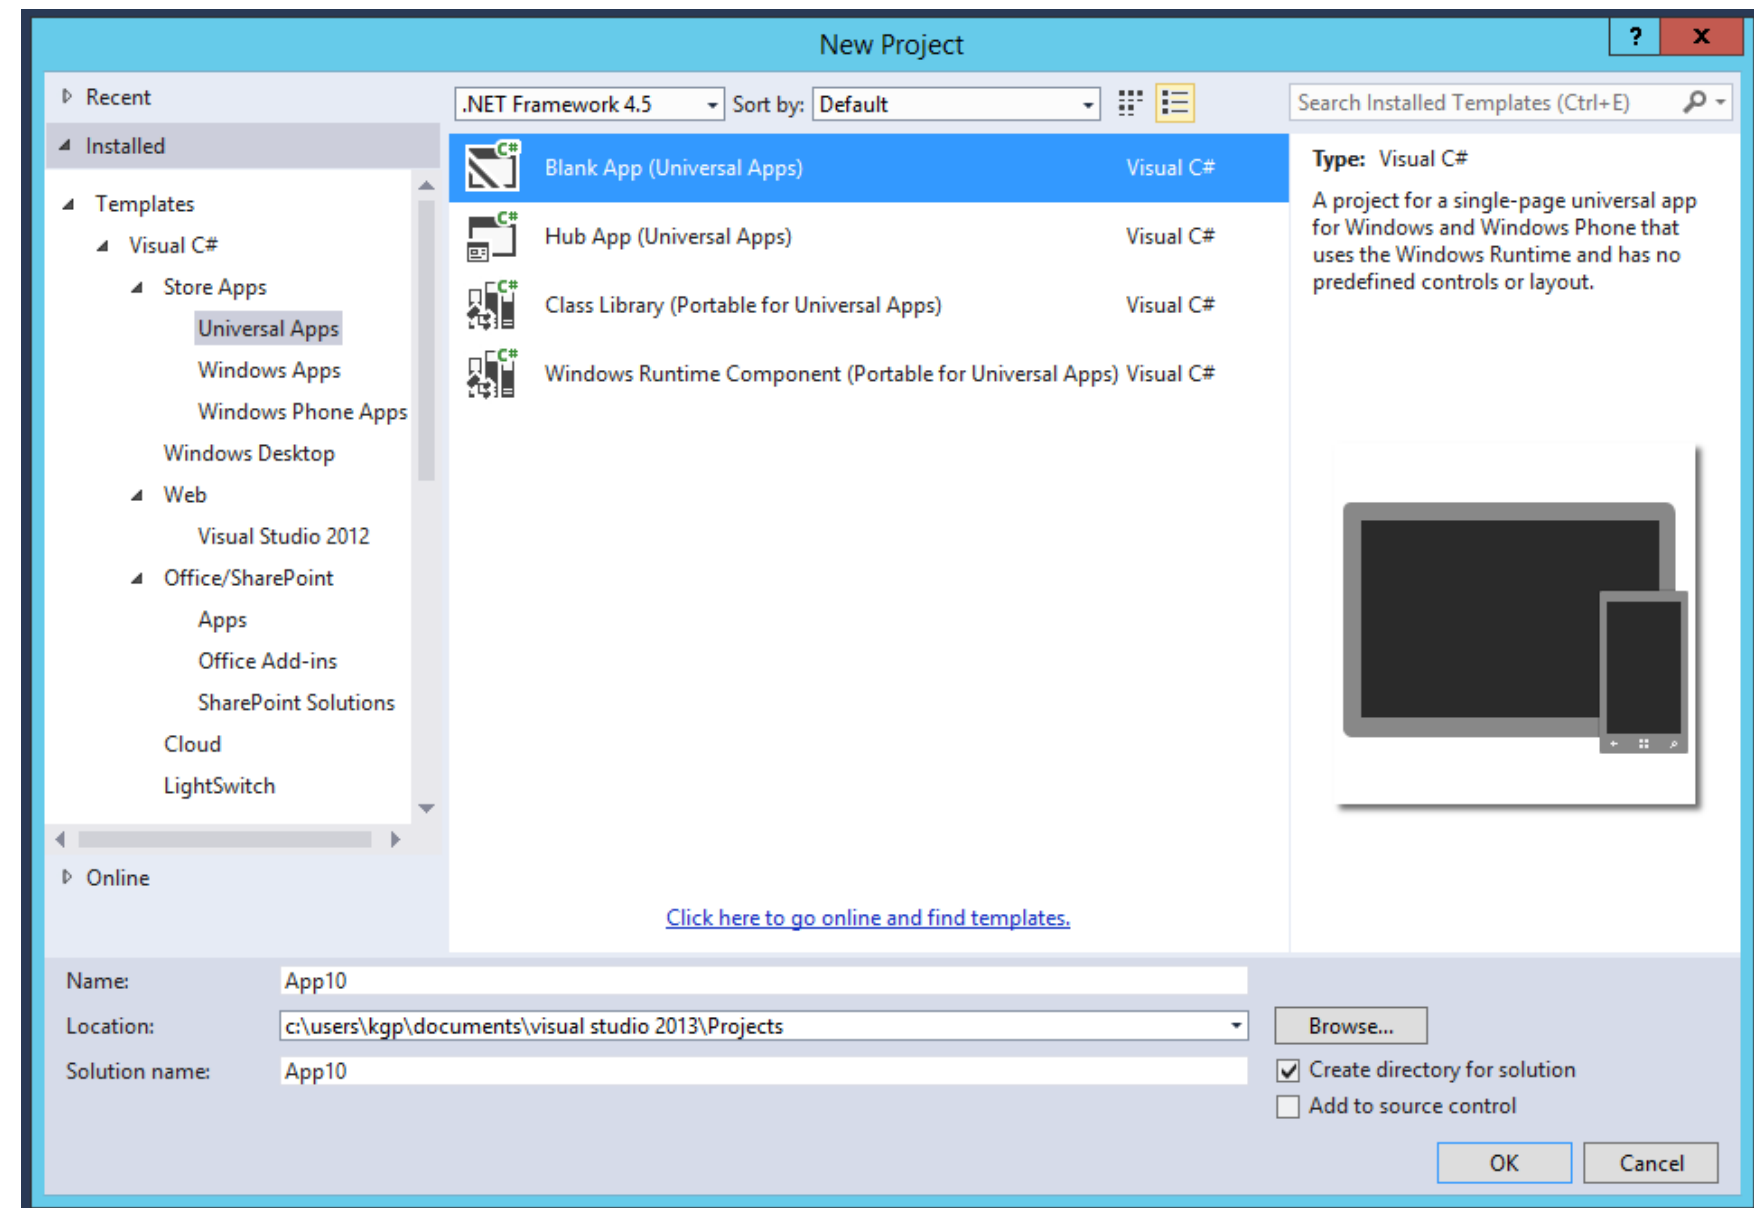 New Project
?
x
Recent
Installed
Templates
Visual C#
Store Apps
Universal Apps
Windows Apps
Windows Phone Apps
Windows Desktop
Web
Visual Studio 2012
Office/SharePoint
Apps
Office Add-ins
SharePoint Solutions
Cloud
LightSwitch
Online
.NET Framework 4.5
Sort by: Default
C# Blank App (Universal Apps) Visual C#
C# Hub App (Universal Apps) Visual C#
C# Class Library (Portable for Universal Apps) Visual C#
C# Windows Runtime Component (Portable for Universal Apps) Visual C#
Click here to go online and find templates.
Search Installed Templates (Ctrl+E)
Type: Visual C#
A project for a single-page universal app
for Windows and Windows Phone that
uses the Windows Runtime and has no
predefined controls or layout.
Name: App10
Location: c:\users\kgp\documents\visual studio 2013\Projects
Browse...
Solution name: App10
Create directory for solution
Add to source control
OK
Cancel